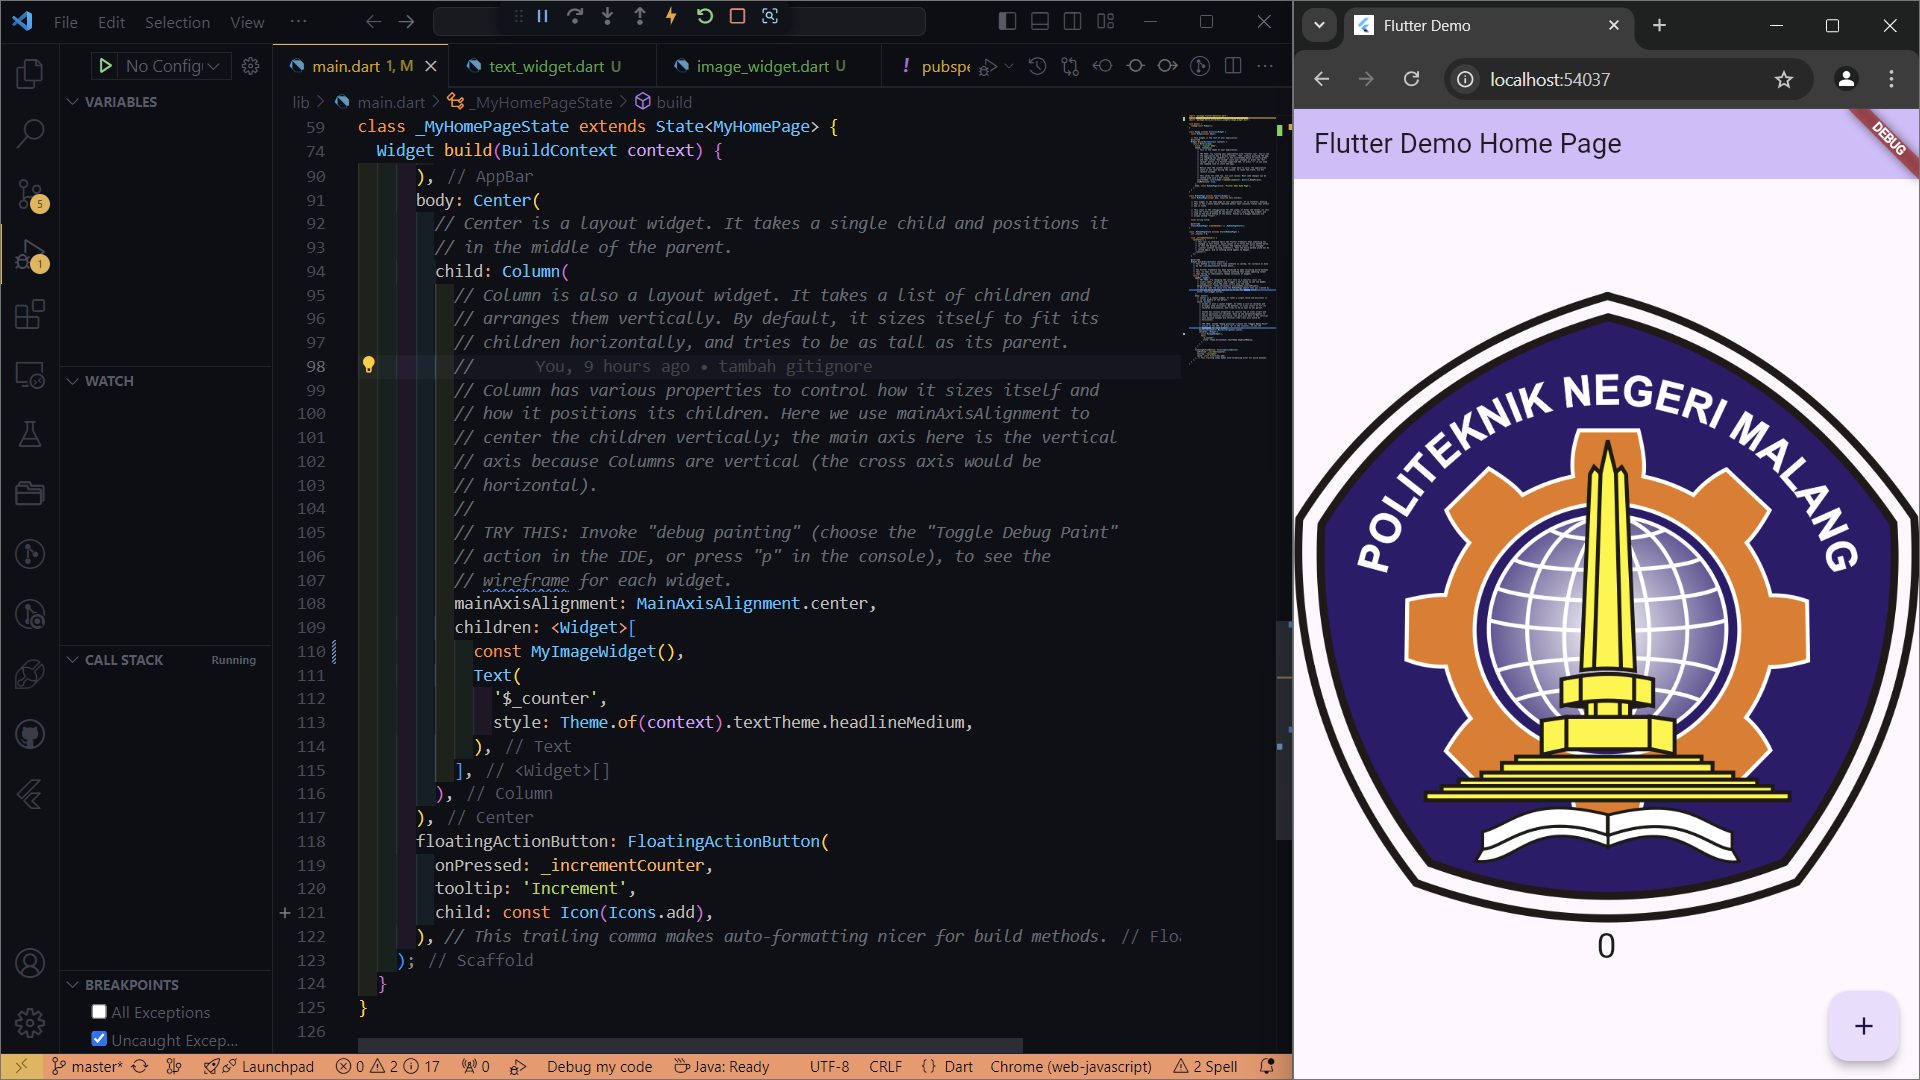 File Edit Selection View ···
No Config
main.dart 1, M
text_widget.dart U
image_widget.dart U
! pubspe
VARIABLES
WATCH
CALL STACK Running
BREAKPOINTS
All Exceptions
Uncaught Excep...
5
1
lib > main.dart > _MyHomePageState > build
59 class _MyHomePageState extends State<MyHomePage> {
74 Widget build(BuildContext context) {
90 ), // AppBar
91 body: Center(
92 // Center is a layout widget. It takes a single child and positions it
93 // in the middle of the parent.
94 child: Column(
95 // Column is also a layout widget. It takes a list of children and
96 // arranges them vertically. By default, it sizes itself to fit its
97 // children horizontally, and tries to be as tall as its parent.
98 // You, 9 hours ago • tambah gitignore
99 // Column has various properties to control how it sizes itself and
100 // how it positions its children. Here we use mainAxisAlignment to
101 // center the children vertically; the main axis here is the vertical
102 // axis because Columns are vertical (the cross axis would be
103 // horizontal).
104 //
105 // TRY THIS: Invoke "debug painting" (choose the "Toggle Debug Paint"
106 // action in the IDE, or press "p" in the console), to see the
107 // wireframe for each widget.
108 mainAxisAlignment: MainAxisAlignment.center,
109 children: <Widget>[
110 const MyImageWidget(),
111 Text(
112 '$_counter',
113 style: Theme.of(context).textTheme.headlineMedium,
114 ), // Text
115 ], // <Widget>[]
116 ), // Column
117 ), // Center
118 floatingActionButton: FloatingActionButton(
119 onPressed: _incrementCounter,
120 tooltip: 'Increment',
121 child: const Icon(Icons.add),
122 ), // This trailing comma makes auto-formatting nicer for build methods. // Flo
123 ); // Scaffold
124 }
125 }
126
master* Launchpad 0 2 17 0 Debug my code Java: Ready UTF-8 CRLF { } Dart Chrome (web-javascript) 2 Spell
Flutter Demo
localhost:54037
Flutter Demo Home Page
DEBUG
POLITEKNIK NEGERI MALANG
0
+